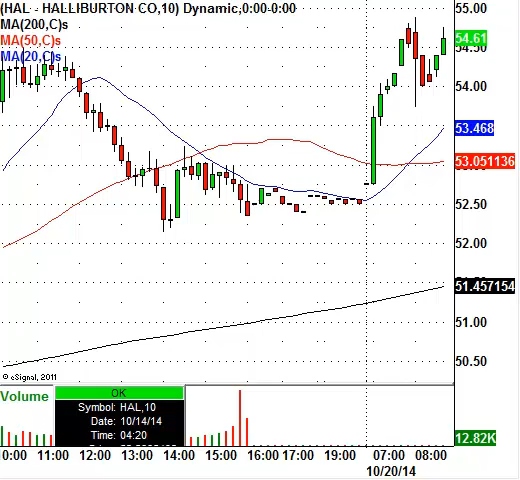 (HAL - HALLIBURTON CO,10) Dynamic,0:00-0:00
MA(200,C)s
MA(50,C)s
MA(20,C)s
55.00
54.61
54.00
53.468
53.051136
52.50
52.00
51.457154
51.00
50.50
© eSignal, 2011
Volume
OK
Symbol: HAL,10
Date: 10/14/14
Time: 04:20
12.82K
0:00 11:00 12:00 13:00 14:00 15:00 16:00 17:00 19:00 07:00 08:00
10/20/14